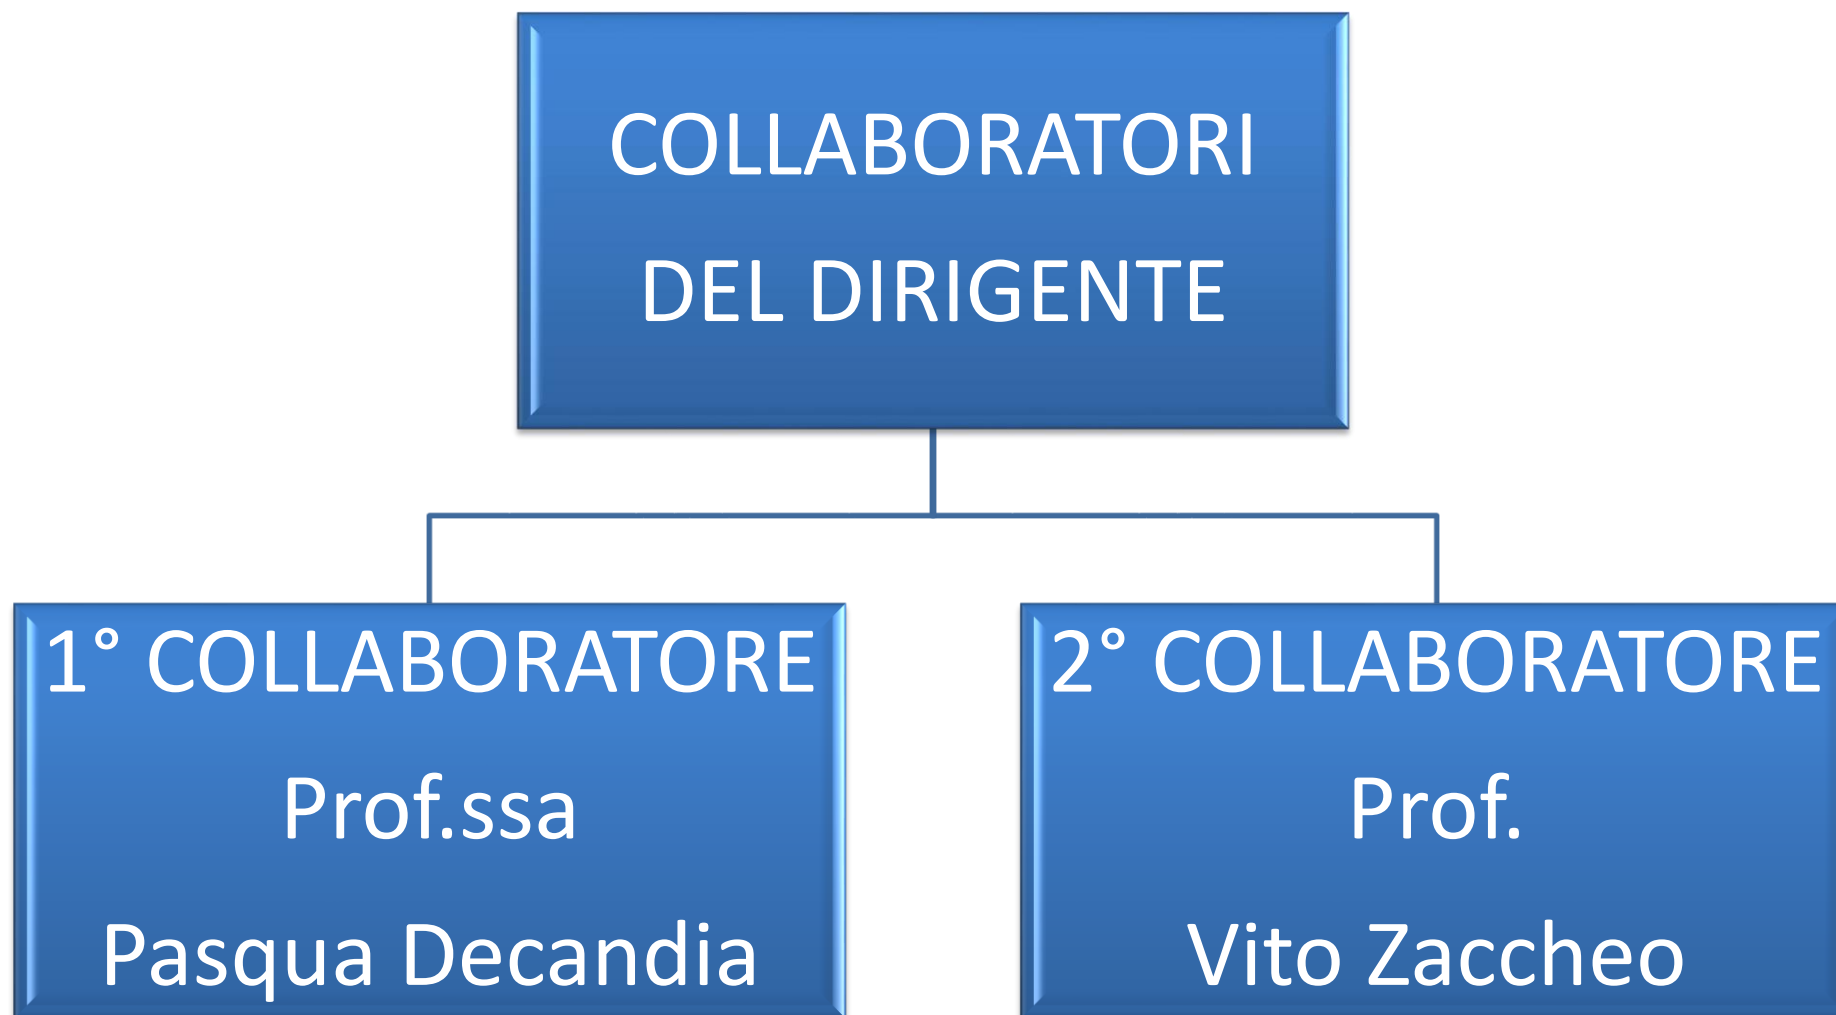 COLLABORATORI
DEL DIRIGENTE
1° COLLABORATORE
Prof.ssa
Pasqua Decandia
2° COLLABORATORE
Prof.
Vito Zaccheo